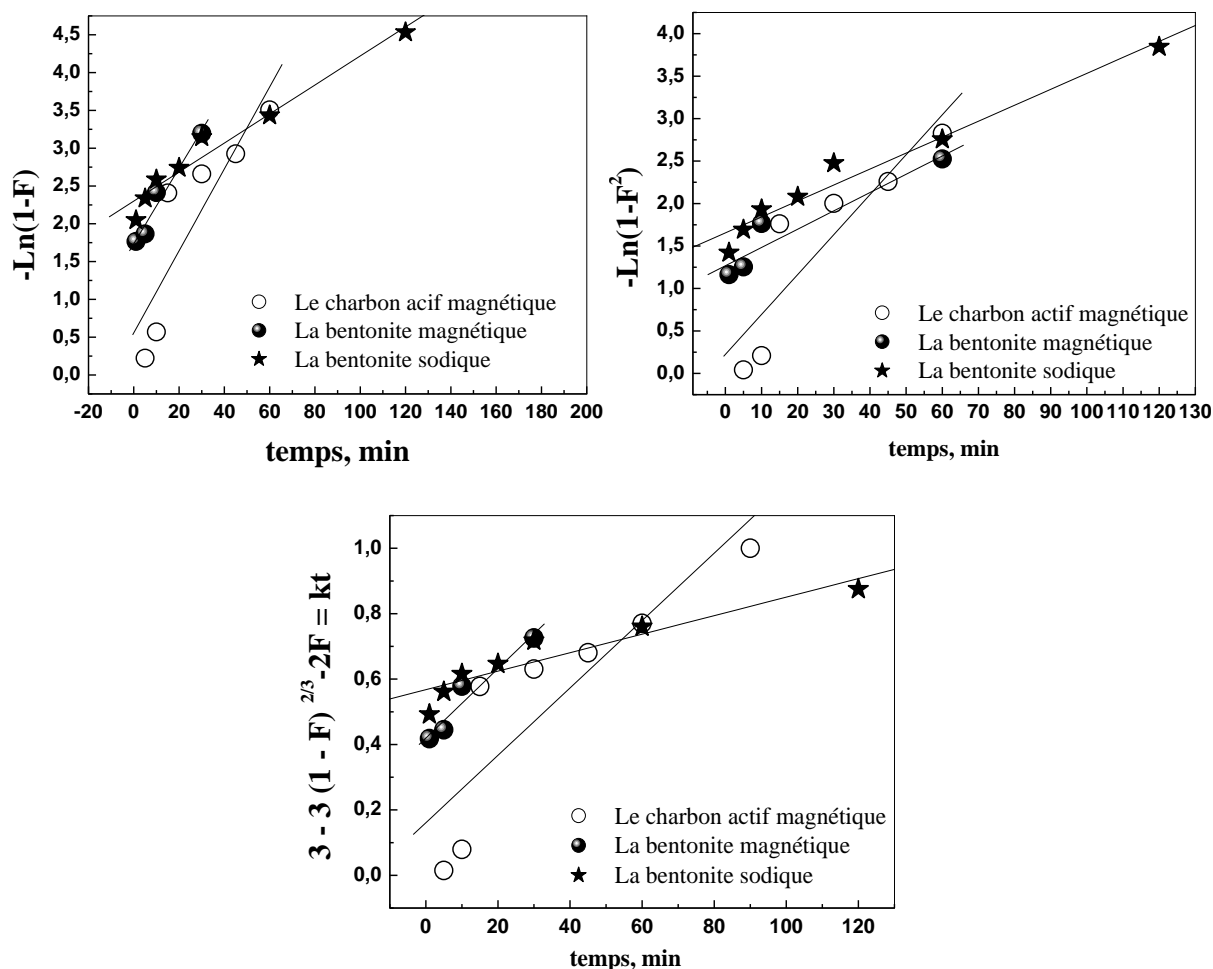 -Ln(1-F)
4,5
4,0
3,5
3,0
2,5
2,0
1,5
1,0
0,5
0,0
Le charbon acif magnétique
La bentonite magnétique
La bentonite sodique
-20 0 20 40 60 80 100 120 140 160 180 200
temps, min
-Ln(1-F²)
4,0
3,5
3,0
2,5
2,0
1,5
1,0
0,5
0,0
Le charbon actif magnétique
La bentonite magnétique
La bentonite sodique
0 10 20 30 40 50 60 70 80 90 100 110 120 130
temps, min
3 - 3 (1 - F) ²/³ -2F = kt
1,0
0,8
0,6
0,4
0,2
0,0
Le charbon actif magnétique
La bentonite magnétique
La bentonite sodique
0 20 40 60 80 100 120
temps, min